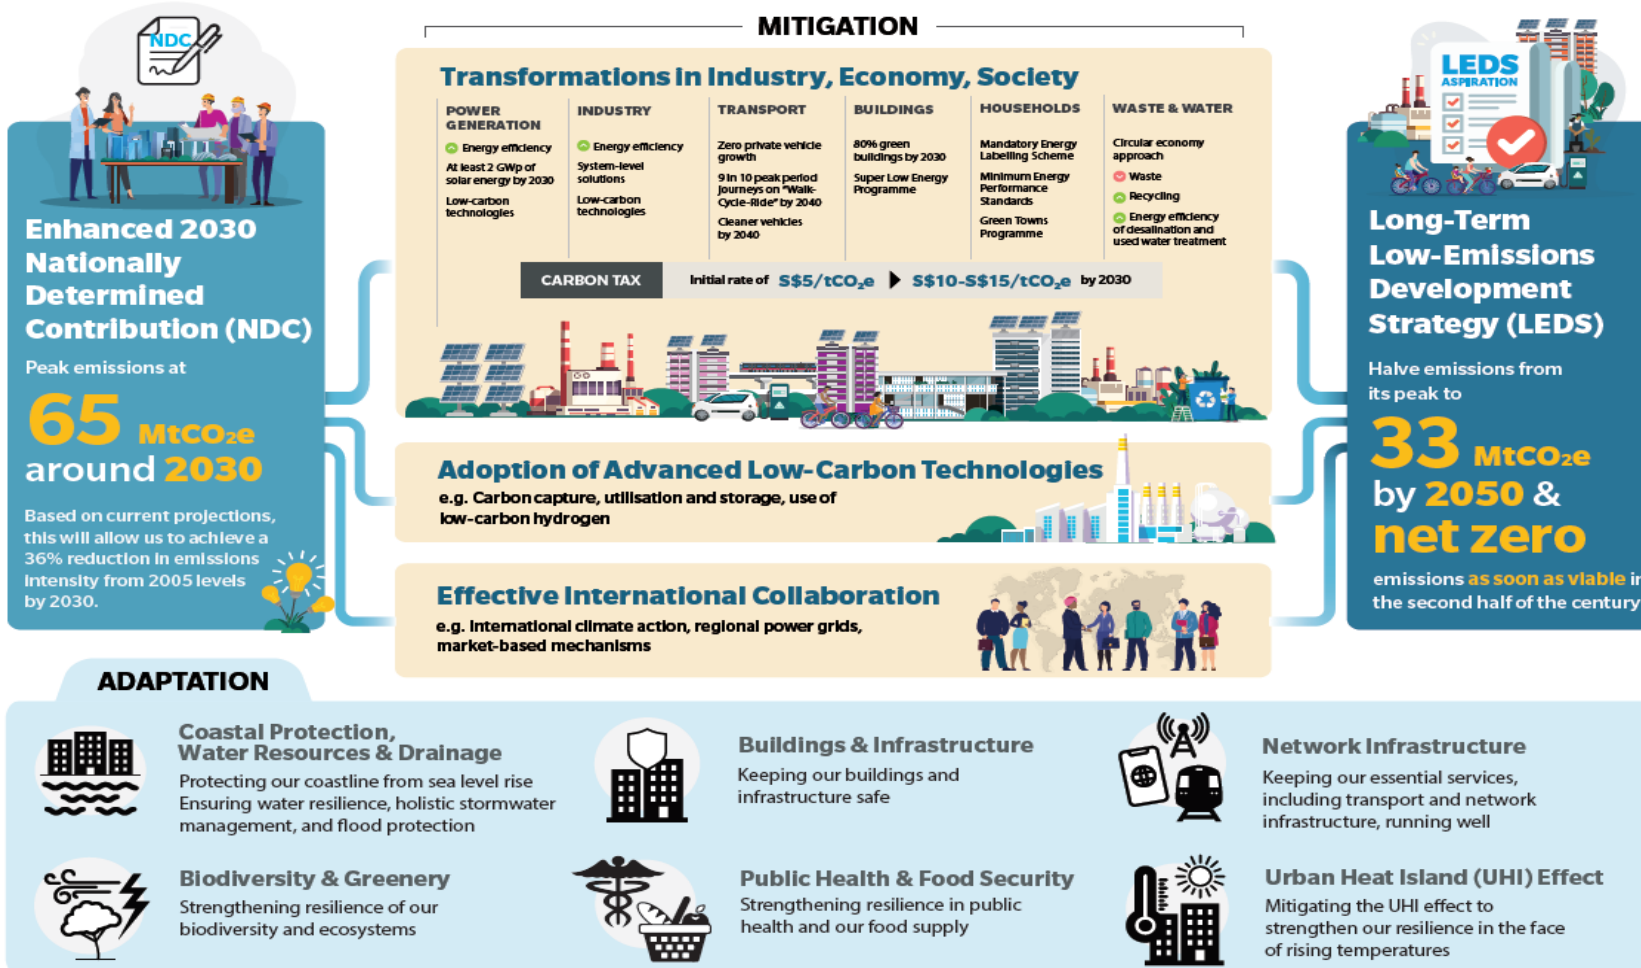 MITIGATION
NDC
Enhanced 2030
Nationally
Determined
Contribution (NDC)
Peak emissions at
65 MtCO₂e
around 2030
Based on current projections,
this will allow us to achieve a
36% reduction in emissions
intensity from 2005 levels
by 2030.
Transformations in Industry, Economy, Society
POWER
GENERATION
Energy efficiency
At least 2 GWp of
solar energy by 2030
Low-carbon
technologies
INDUSTRY
Energy efficiency
System-level
solutions
Low-carbon
technologies
TRANSPORT
Zero private vehicle
growth
9 in 10 peak period
journeys on "Walk-
Cycle-Ride" by 2040
Cleaner vehicles
by 2040
BUILDINGS
80% green
buildings by 2030
Super Low Energy
Programme
HOUSEHOLDS
Mandatory Energy
Labelling Scheme
Minimum Energy
Performance
Standards
Green Towns
Programme
WASTE & WATER
Circular economy
approach
Waste
Recycling
Energy efficiency
of desalination and
used water treatment
CARBON TAX Initial rate of S$5/tCO₂e S$10-S$15/tCO₂e by 2030
Adoption of Advanced Low-Carbon Technologies
e.g. Carbon capture, utilisation and storage, use of
low-carbon hydrogen
Effective International Collaboration
e.g. International climate action, regional power grids,
market-based mechanisms
LEDS
ASPIRATION
Long-Term
Low-Emissions
Development
Strategy (LEDS)
Halve emissions from
its peak to
33 MtCO₂e
by 2050 &
net zero
emissions as soon as viable in
the second half of the century
ADAPTATION
Coastal Protection,
Water Resources & Drainage
Protecting our coastline from sea level rise
Ensuring water resilience, holistic stormwater
management, and flood protection
Buildings & Infrastructure
Keeping our buildings and
infrastructure safe
Network Infrastructure
Keeping our essential services,
including transport and network
infrastructure, running well
Biodiversity & Greenery
Strengthening resilience of our
biodiversity and ecosystems
Public Health & Food Security
Strengthening resilience in public
health and our food supply
Urban Heat Island (UHI) Effect
Mitigating the UHI effect to
strengthen our resilience in the face
of rising temperatures